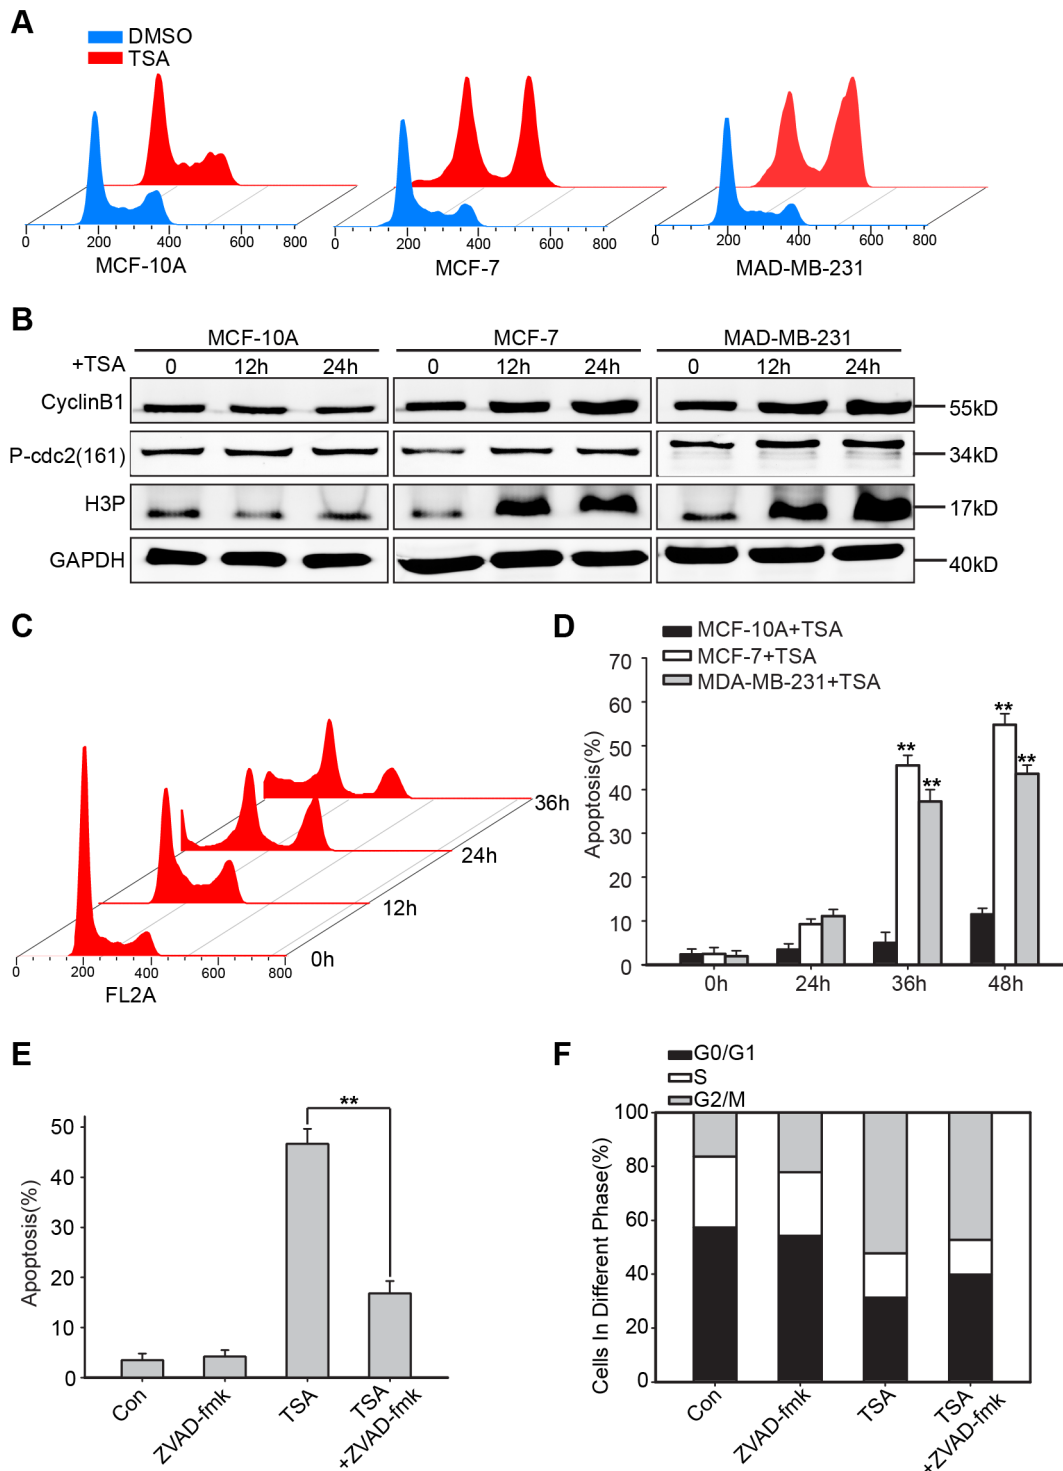 A
DMSO
TSA
0 200 400 600 800
MCF-10A
0 200 400 600 800
MCF-7
0 200 400 600 800
MAD-MB-231
B
MCF-10A MCF-7 MAD-MB-231
+TSA 0 12h 24h 0 12h 24h 0 12h 24h
CyclinB1 55kD
P-cdc2(161) 34kD
H3P 17kD
GAPDH 40kD
C
36h
24h
12h
0h
0 200 400 600 800
FL2A
D
MCF-10A+TSA
MCF-7+TSA
MDA-MB-231+TSA
Apoptosis(%)
70
60
50
40
30
20
10
0
** **
** **
0h 24h 36h 48h
E
**
Apoptosis(%)
50
40
30
20
10
0
Con
ZVAD-fmk
TSA
TSA
+ZVAD-fmk
F
G0/G1
S
G2/M
Cells In Different Phase(%)
100
80
60
40
20
0
Con
ZVAD-fmk
TSA
TSA
+ZVAD-fmk